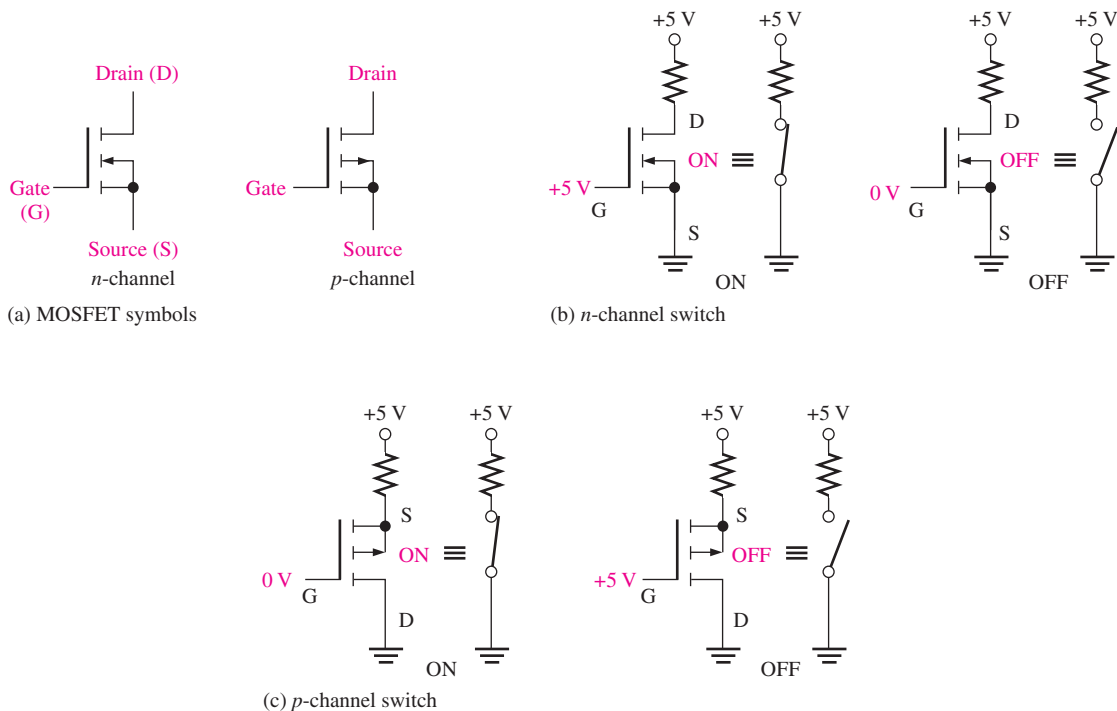 Drain (D)
Gate
(G)
Source (S)
n-channel
Drain
Gate
Source
p-channel
(a) MOSFET symbols
+5 V
D
ON
+5 V
G
S
+5 V
ON
+5 V
D
OFF
0 V
G
S
+5 V
OFF
(b) n-channel switch
+5 V
S
ON
0 V
G
D
+5 V
ON
+5 V
S
OFF
+5 V
G
D
+5 V
OFF
(c) p-channel switch